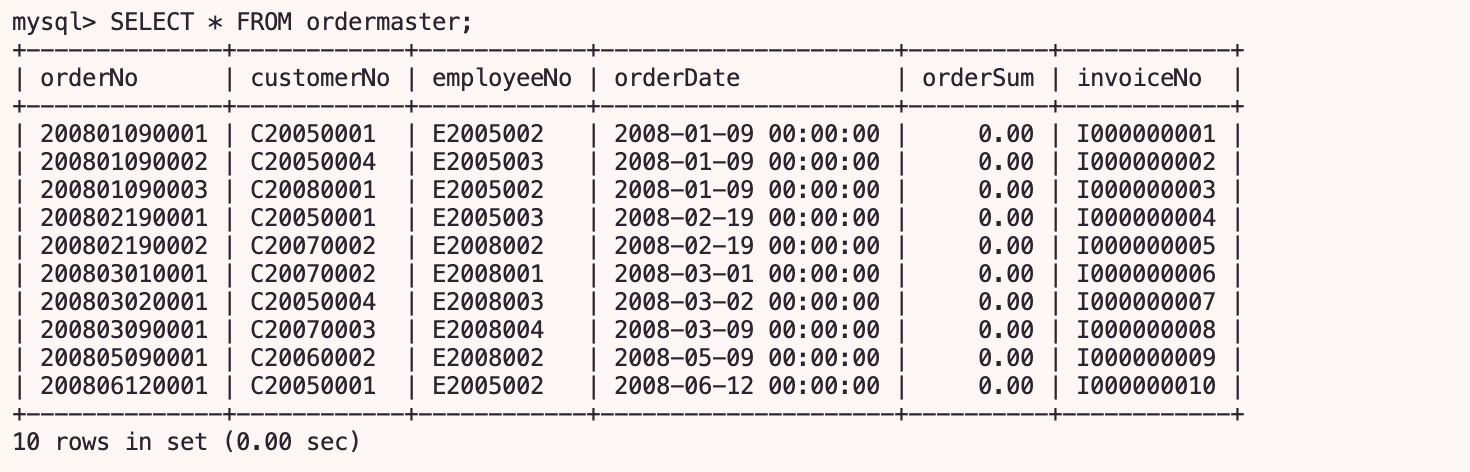 mysql> SELECT * FROM ordermaster;
+--------------+------------+------------+---------------------+----------+------------+
| orderNo      | customerNo | employeeNo | orderDate           | orderSum | invoiceNo  |
+--------------+------------+------------+---------------------+----------+------------+
| 200801090001 | C20050001  | E2005002   | 2008-01-09 00:00:00 |     0.00 | I000000001 |
| 200801090002 | C20050004  | E2005003   | 2008-01-09 00:00:00 |     0.00 | I000000002 |
| 200801090003 | C20080001  | E2005002   | 2008-01-09 00:00:00 |     0.00 | I000000003 |
| 200802190001 | C20050001  | E2005003   | 2008-02-19 00:00:00 |     0.00 | I000000004 |
| 200802190002 | C20070002  | E2008002   | 2008-02-19 00:00:00 |     0.00 | I000000005 |
| 200803010001 | C20070002  | E2008001   | 2008-03-01 00:00:00 |     0.00 | I000000006 |
| 200803020001 | C20050004  | E2008003   | 2008-03-02 00:00:00 |     0.00 | I000000007 |
| 200803090001 | C20070003  | E2008004   | 2008-03-09 00:00:00 |     0.00 | I000000008 |
| 200805090001 | C20060002  | E2008002   | 2008-05-09 00:00:00 |     0.00 | I000000009 |
| 200806120001 | C20050001  | E2005002   | 2008-06-12 00:00:00 |     0.00 | I000000010 |
+--------------+------------+------------+---------------------+----------+------------+
10 rows in set (0.00 sec)